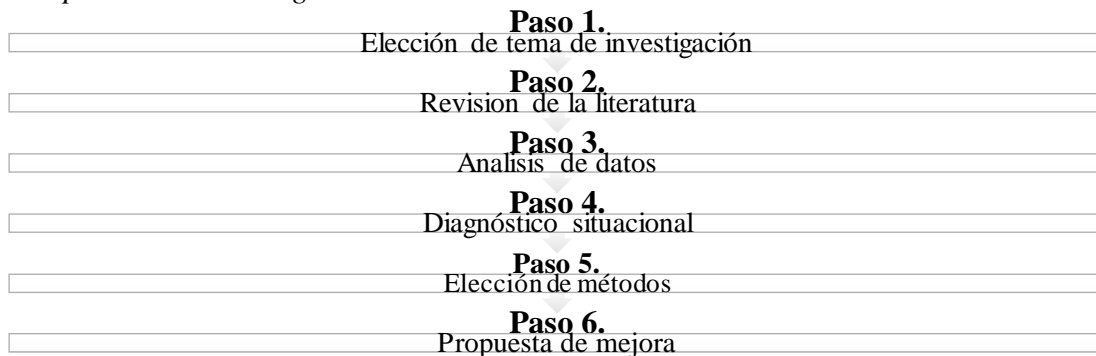 Paso 1.
Elección de tema de investigación
Paso 2.
Revision de la literatura
Paso 3.
Analisis de datos
Paso 4.
Diagnóstico situacional
Paso 5.
Elección de métodos
Paso 6.
Propuesta de mejora